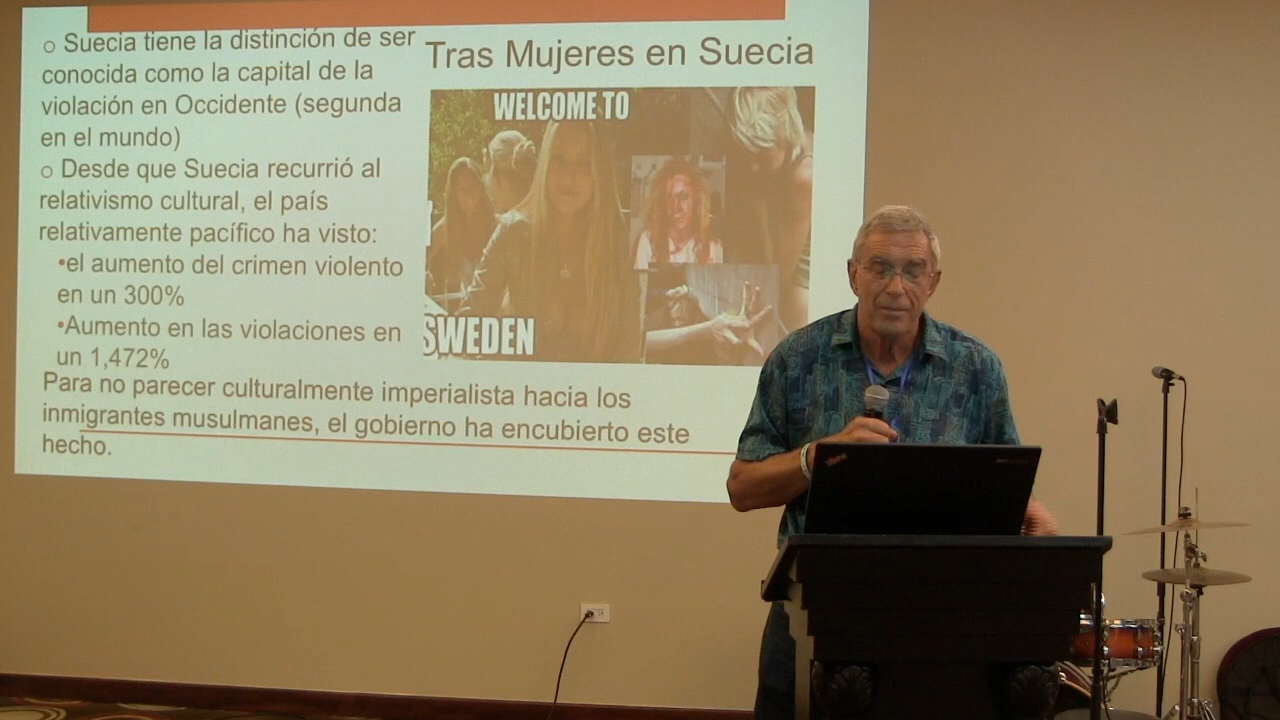 ○ Suecia tiene la distinción de ser
conocida como la capital de la
violación en Occidente (segunda
en el mundo)
○ Desde que Suecia recurrió al
relativismo cultural, el país
relativamente pacífico ha visto:
•el aumento del crimen violento
en un 300%
•Aumento en las violaciones en
un 1,472%
Para no parecer culturalmente imperialista hacia los
inmigrantes musulmanes, el gobierno ha encubierto este
hecho.
Tras Mujeres en Suecia
WELCOME TO
SWEDEN